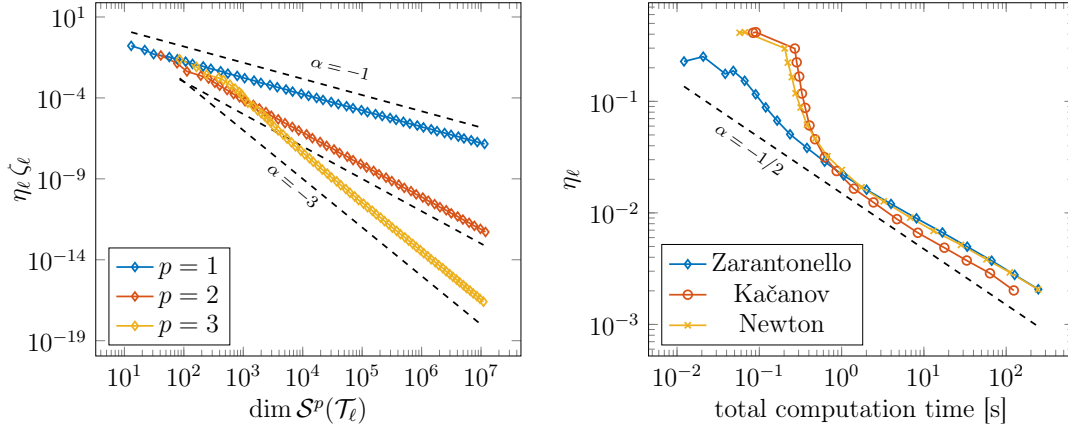 10^1
10^−4
10^−9
10^−14
10^−19
η_ℓ ζ_ℓ
α = −1
α = −3
p = 1
p = 2
p = 3
10^1 10^2 10^3 10^4 10^5 10^6 10^7
dim S^p(T_ℓ)
10^−1
10^−2
10^−3
η_ℓ
α = −1/2
Zarantonello
Kačanov
Newton
10^−2 10^−1 10^0 10^1 10^2
total computation time [s]